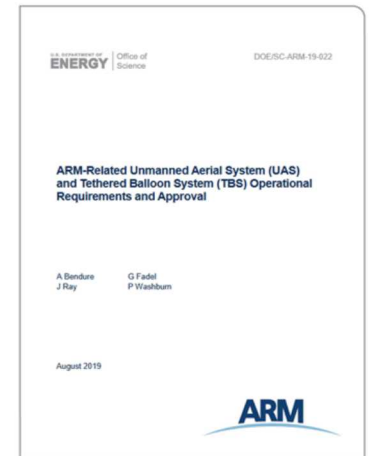 U.S. DEPARTMENT OF
ENERGY
Office of
Science
DOE/SC-ARM-19-022
ARM-Related Unmanned Aerial System (UAS)
and Tethered Balloon System (TBS) Operational
Requirements and Approval
A Bendure G Fadel
J Ray P Washburn
August 2019
ARM